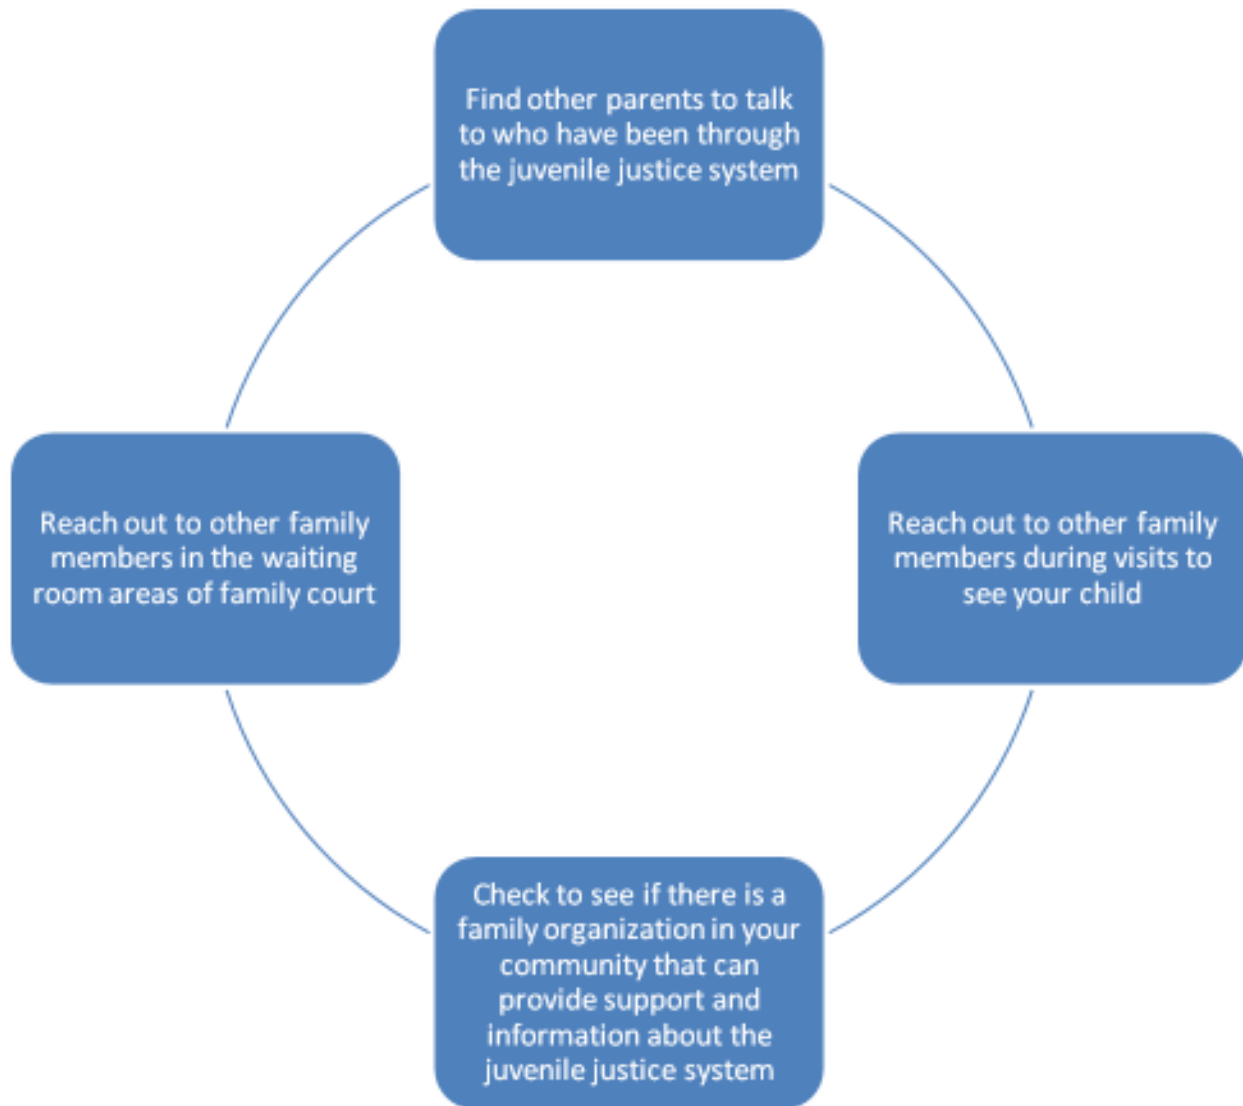 Find other parents to talk
to who have been through
the juvenile justice system
Reach out to other family
members in the waiting
room areas of family court
Reach out to other family
members during visits to
see your child
Check to see if there is a
family organization in your
community that can
provide support and
information about the
juvenile justice system